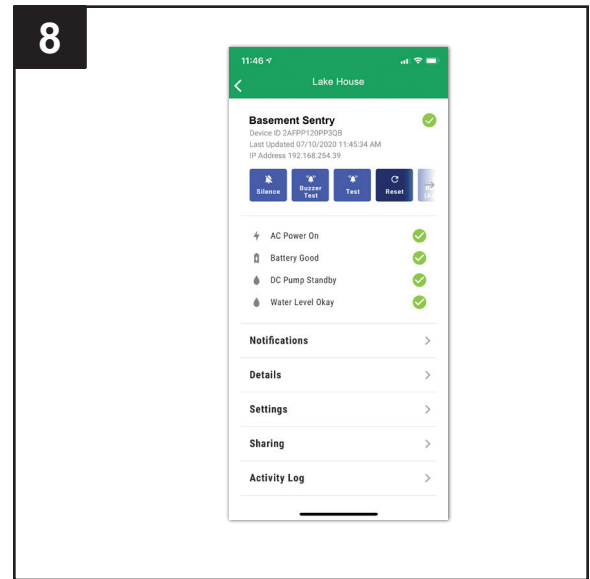 8
11:46
Lake House
Basement Sentry
Device ID 2AFPP120PP3QB
Last Updated 07/10/2020 11:45:34 AM
IP Address 192.168.254.39
Silence
Buzzer
Test
Test
Reset
AC Power On
Battery Good
DC Pump Standby
Water Level Okay
Notifications
Details
Settings
Sharing
Activity Log